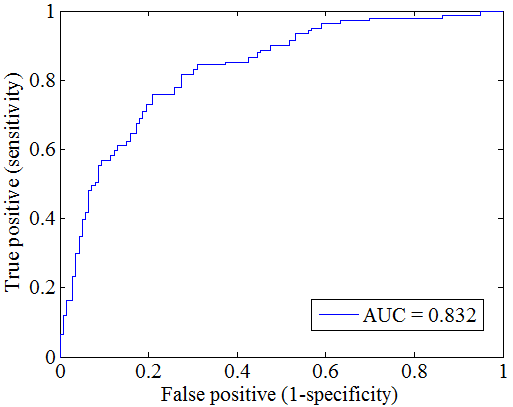 1
0.8
0.6
0.4
0.2
0
0 0.2 0.4 0.6 0.8 1
True positive (sensitivity)
False positive (1-specificity)
AUC = 0.832